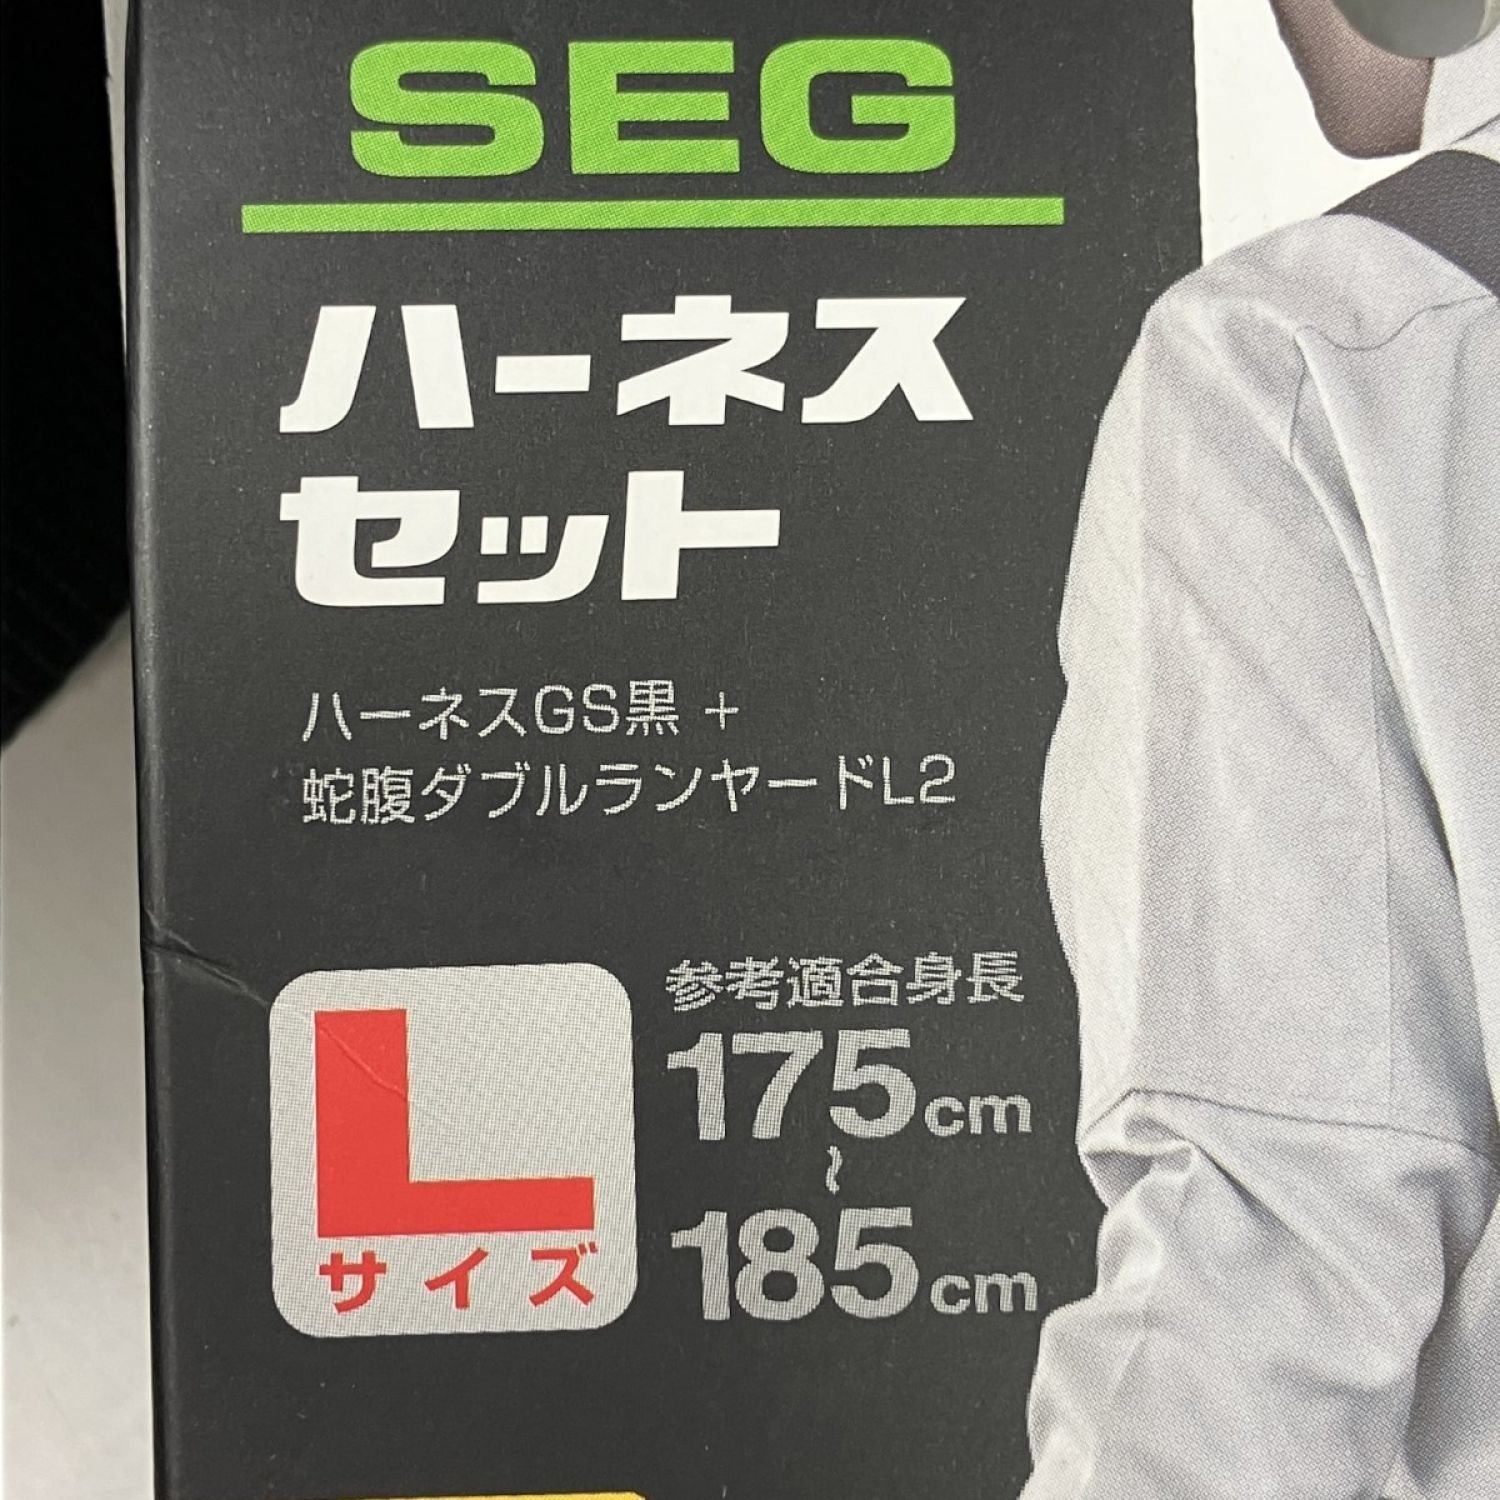 SEG
ハーネス
セット
ハーネスGS黒 +
蛇腹ダブルランヤードL2
L
サイズ
参考適合身長
175cm
~
185cm